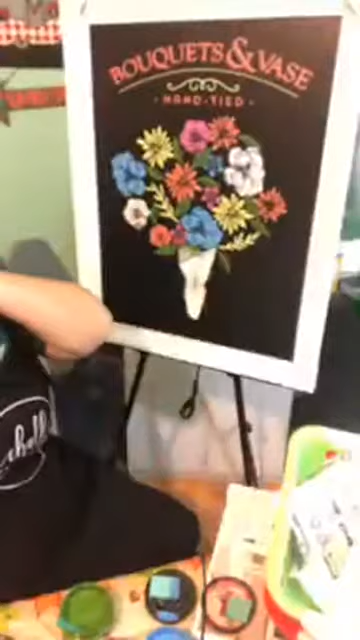 BOUQUETS & VASE
• HAND-TIED •